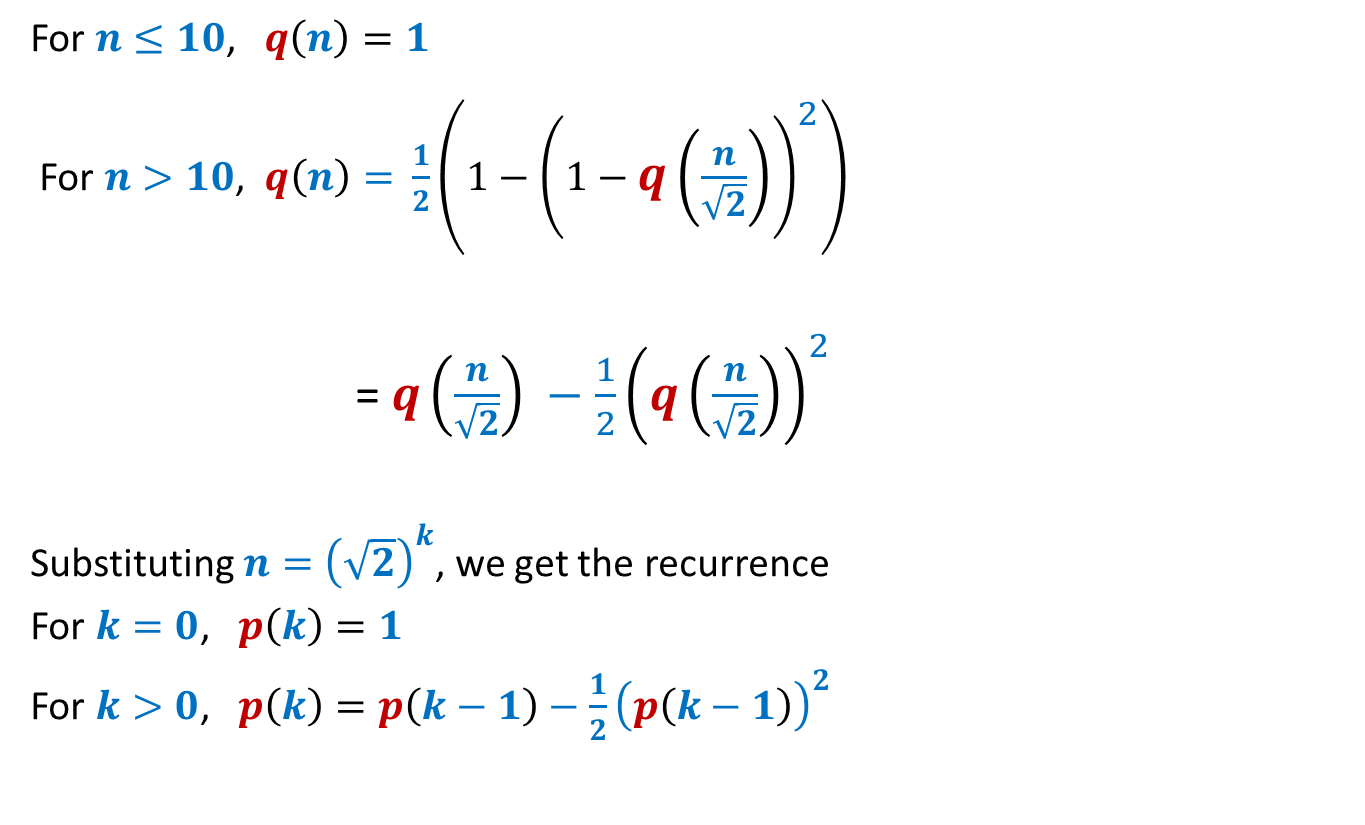 For n ≤ 10, q(n) = 1
For n > 10, q(n) = 1/2 (1 − (1 − q(n/√2))²)
= q(n/√2) − 1/2 (q(n/√2))²
Substituting n = (√2)ᵏ, we get the recurrence
For k = 0, p(k) = 1
For k > 0, p(k) = p(k − 1) − 1/2 (p(k − 1))²